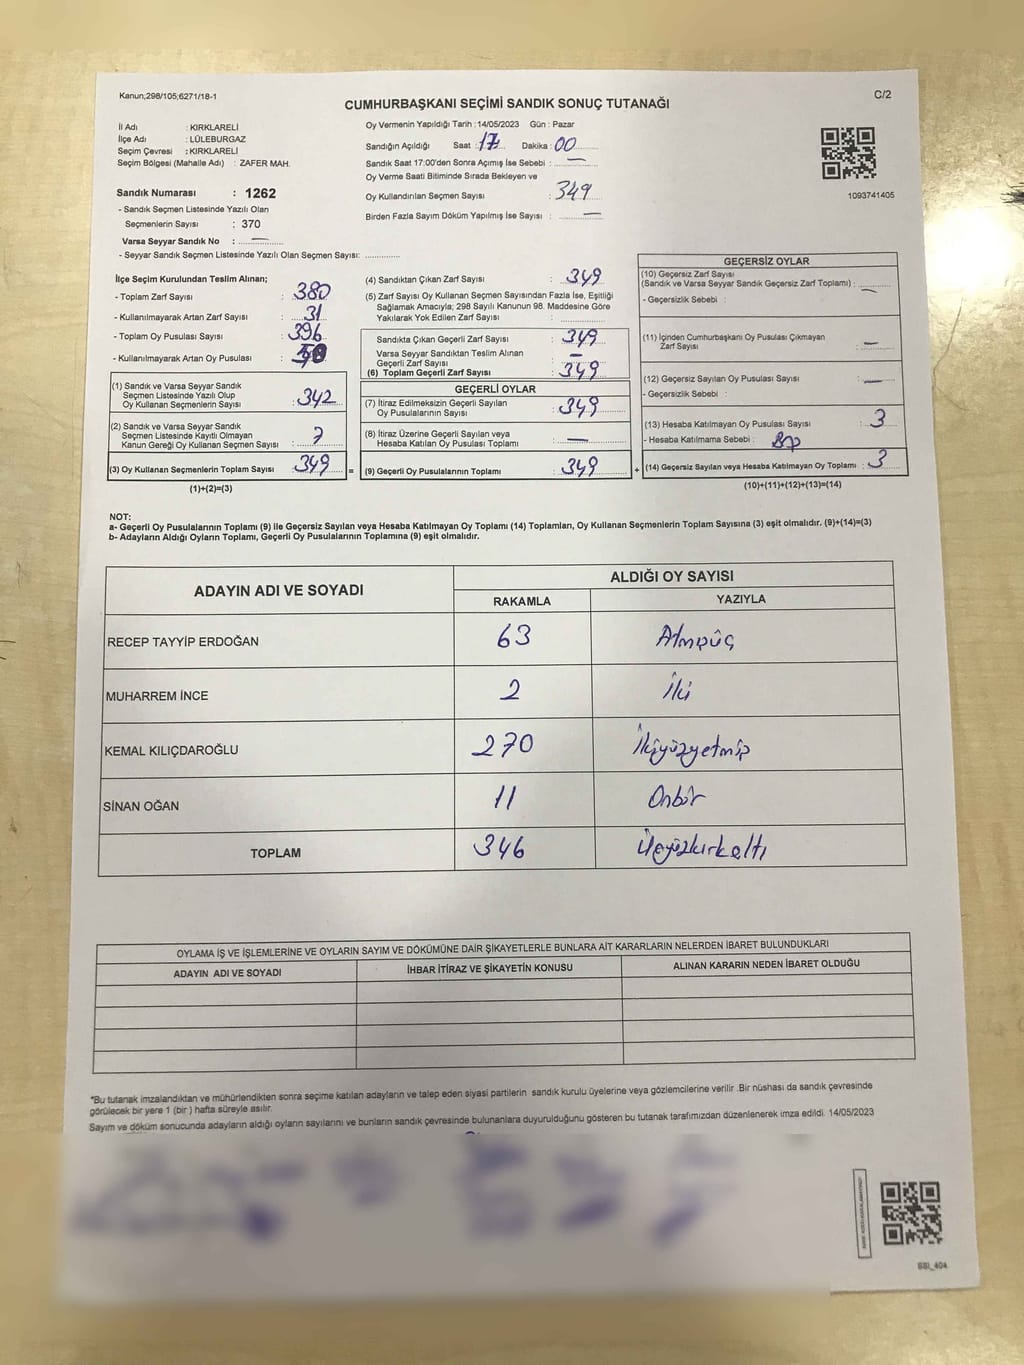 Kanun;298/105;6271/18-1
C/2
CUMHURBAŞKANI SEÇİMİ SANDIK SONUÇ TUTANAĞI
İl Adı : KIRKLARELİ
İlçe Adı : LÜLEBURGAZ
Seçim Çevresi : KIRKLARELİ
Seçim Bölgesi (Mahalle Adı) : ZAFER MAH.
Sandık Numarası : 1262
- Sandık Seçmen Listesinde Yazılı Olan
Seçmenlerin Sayısı : 370
Varsa Seyyar Sandık No : —
- Seyyar Sandık Seçmen Listesinde Yazılı Olan Seçmen Sayısı:
Oy Vermenin Yapıldığı Tarih :14/05/2023 Gün : Pazar
Sandığın Açıldığı Saat : 17 Dakika : 00
Sandık Saat 17:00'den Sonra Açımış İse Sebebi : —
Oy Verme Saati Bitiminde Sırada Bekleyen ve
Oy Kullandırılan Seçmen Sayısı : 349
Birden Fazla Sayım Döküm Yapılmış İse Sayısı : —
1093741405
İlçe Seçim Kurulundan Teslim Alınan;
- Toplam Zarf Sayısı : 380
- Kullanılmayarak Artan Zarf Sayısı : 31
- Toplam Oy Pusulası Sayısı : 396
- Kullanılmayarak Artan Oy Pusulası :
(1) Sandık ve Varsa Seyyar Sandık
Seçmen Listesinde Yazılı Olup
Oy Kullanan Seçmenlerin Sayısı : 342
(2) Sandık ve Varsa Seyyar Sandık
Seçmen Listesinde Kayıtlı Olmayan
Kanun Gereği Oy Kullanan Seçmen Sayısı : 7
(3) Oy Kullanan Seçmenlerin Toplam Sayısı : 349 =
(1)+(2)=(3)
(4) Sandıktan Çıkan Zarf Sayısı : 349
(5) Zarf Sayısı Oy Kullanan Seçmen Sayısından Fazla İse, Eşitliği
Sağlamak Amacıyla; 298 Sayılı Kanunun 98. Maddesine Göre
Yakılarak Yok Edilen Zarf Sayısı :
Sandıkta Çıkan Geçerli Zarf Sayısı : 349
Varsa Seyyar Sandıktan Teslim Alınan
Geçerli Zarf Sayısı : —
(6) Toplam Geçerli Zarf Sayısı : 349
GEÇERLİ OYLAR
(7) İtiraz Edilmeksizin Geçerli Sayılan
Oy Pusulalarının Sayısı : 349
(8) İtiraz Üzerine Geçerli Sayılan veya
Hesaba Katılan Oy Pusulası Sayısı : —
(9) Geçerli Oy Pusulalarının Toplamı : 349 +
GEÇERSİZ OYLAR
(10) Geçersiz Zarf Sayısı
(Sandık ve Varsa Seyyar Sandık Geçersiz Zarf Toplamı) : —
- Geçersizlik Sebebi :
(11) İçinden Cumhurbaşkanı Oy Pusulası Çıkmayan
Zarf Sayısı : —
(12) Geçersiz Sayılan Oy Pusulası Sayısı : —
- Geçersizlik Sebebi :
(13) Hesaba Katılmayan Oy Pusulası Sayısı : 3
- Hesaba Katılmama Sebebi :
(14) Geçersiz Sayılan veya Hesaba Katılmayan Oy Toplamı : 3
(10)+(11)+(12)+(13)=(14)
NOT:
a- Geçerli Oy Pusulalarının Toplamı (9) ile Geçersiz Sayılan veya Hesaba Katılmayan Oy Toplamı (14) Toplamları, Oy Kullanan Seçmenlerin Toplam Sayısına (3) eşit olmalıdır. (9)+(14)=(3)
b- Adayların Aldığı Oyların Toplamı, Geçerli Oy Pusulalarının Toplamına (9) eşit olmalıdır.
ADAYIN ADI VE SOYADI ALDIĞI OY SAYISI
RAKAMLA YAZIYLA
RECEP TAYYİP ERDOĞAN 63 Atmışüç
MUHARREM İNCE 2 İki
KEMAL KILIÇDAROĞLU 270 İkiyüzyetmiş
SİNAN OĞAN 11 Onbir
TOPLAM 346 Üçyüzkırkaltı
OYLAMA İŞ VE İŞLEMLERİNE VE OYLARIN SAYIM VE DÖKÜMÜNE DAİR ŞİKAYETLERLE BUNLARA AİT KARARLARIN NELERDEN İBARET BULUNDUKLARI
ADAYIN ADI VE SOYADI İHBAR İTİRAZ VE ŞİKAYETİN KONUSU ALINAN KARARIN NEDEN İBARET OLDUĞU
*Bu tutanak imzalandıktan ve mühürlendikten sonra seçime katılan adayların ve talep eden siyasi partilerin sandık kurulu üyelerine veya gözlemcilerine verilir .Bir nüshası da sandık çevresinde
görülecek bir yere 1 (bir ) hafta süreyle asılır.
Sayım ve döküm sonucunda adayların aldığı oyların sayılarını ve bunların sandık çevresinde bulunanlara duyurulduğunu gösteren bu tutanak tarafımızdan düzenlenerek imza edildi. 14/05/2023
SSI_404